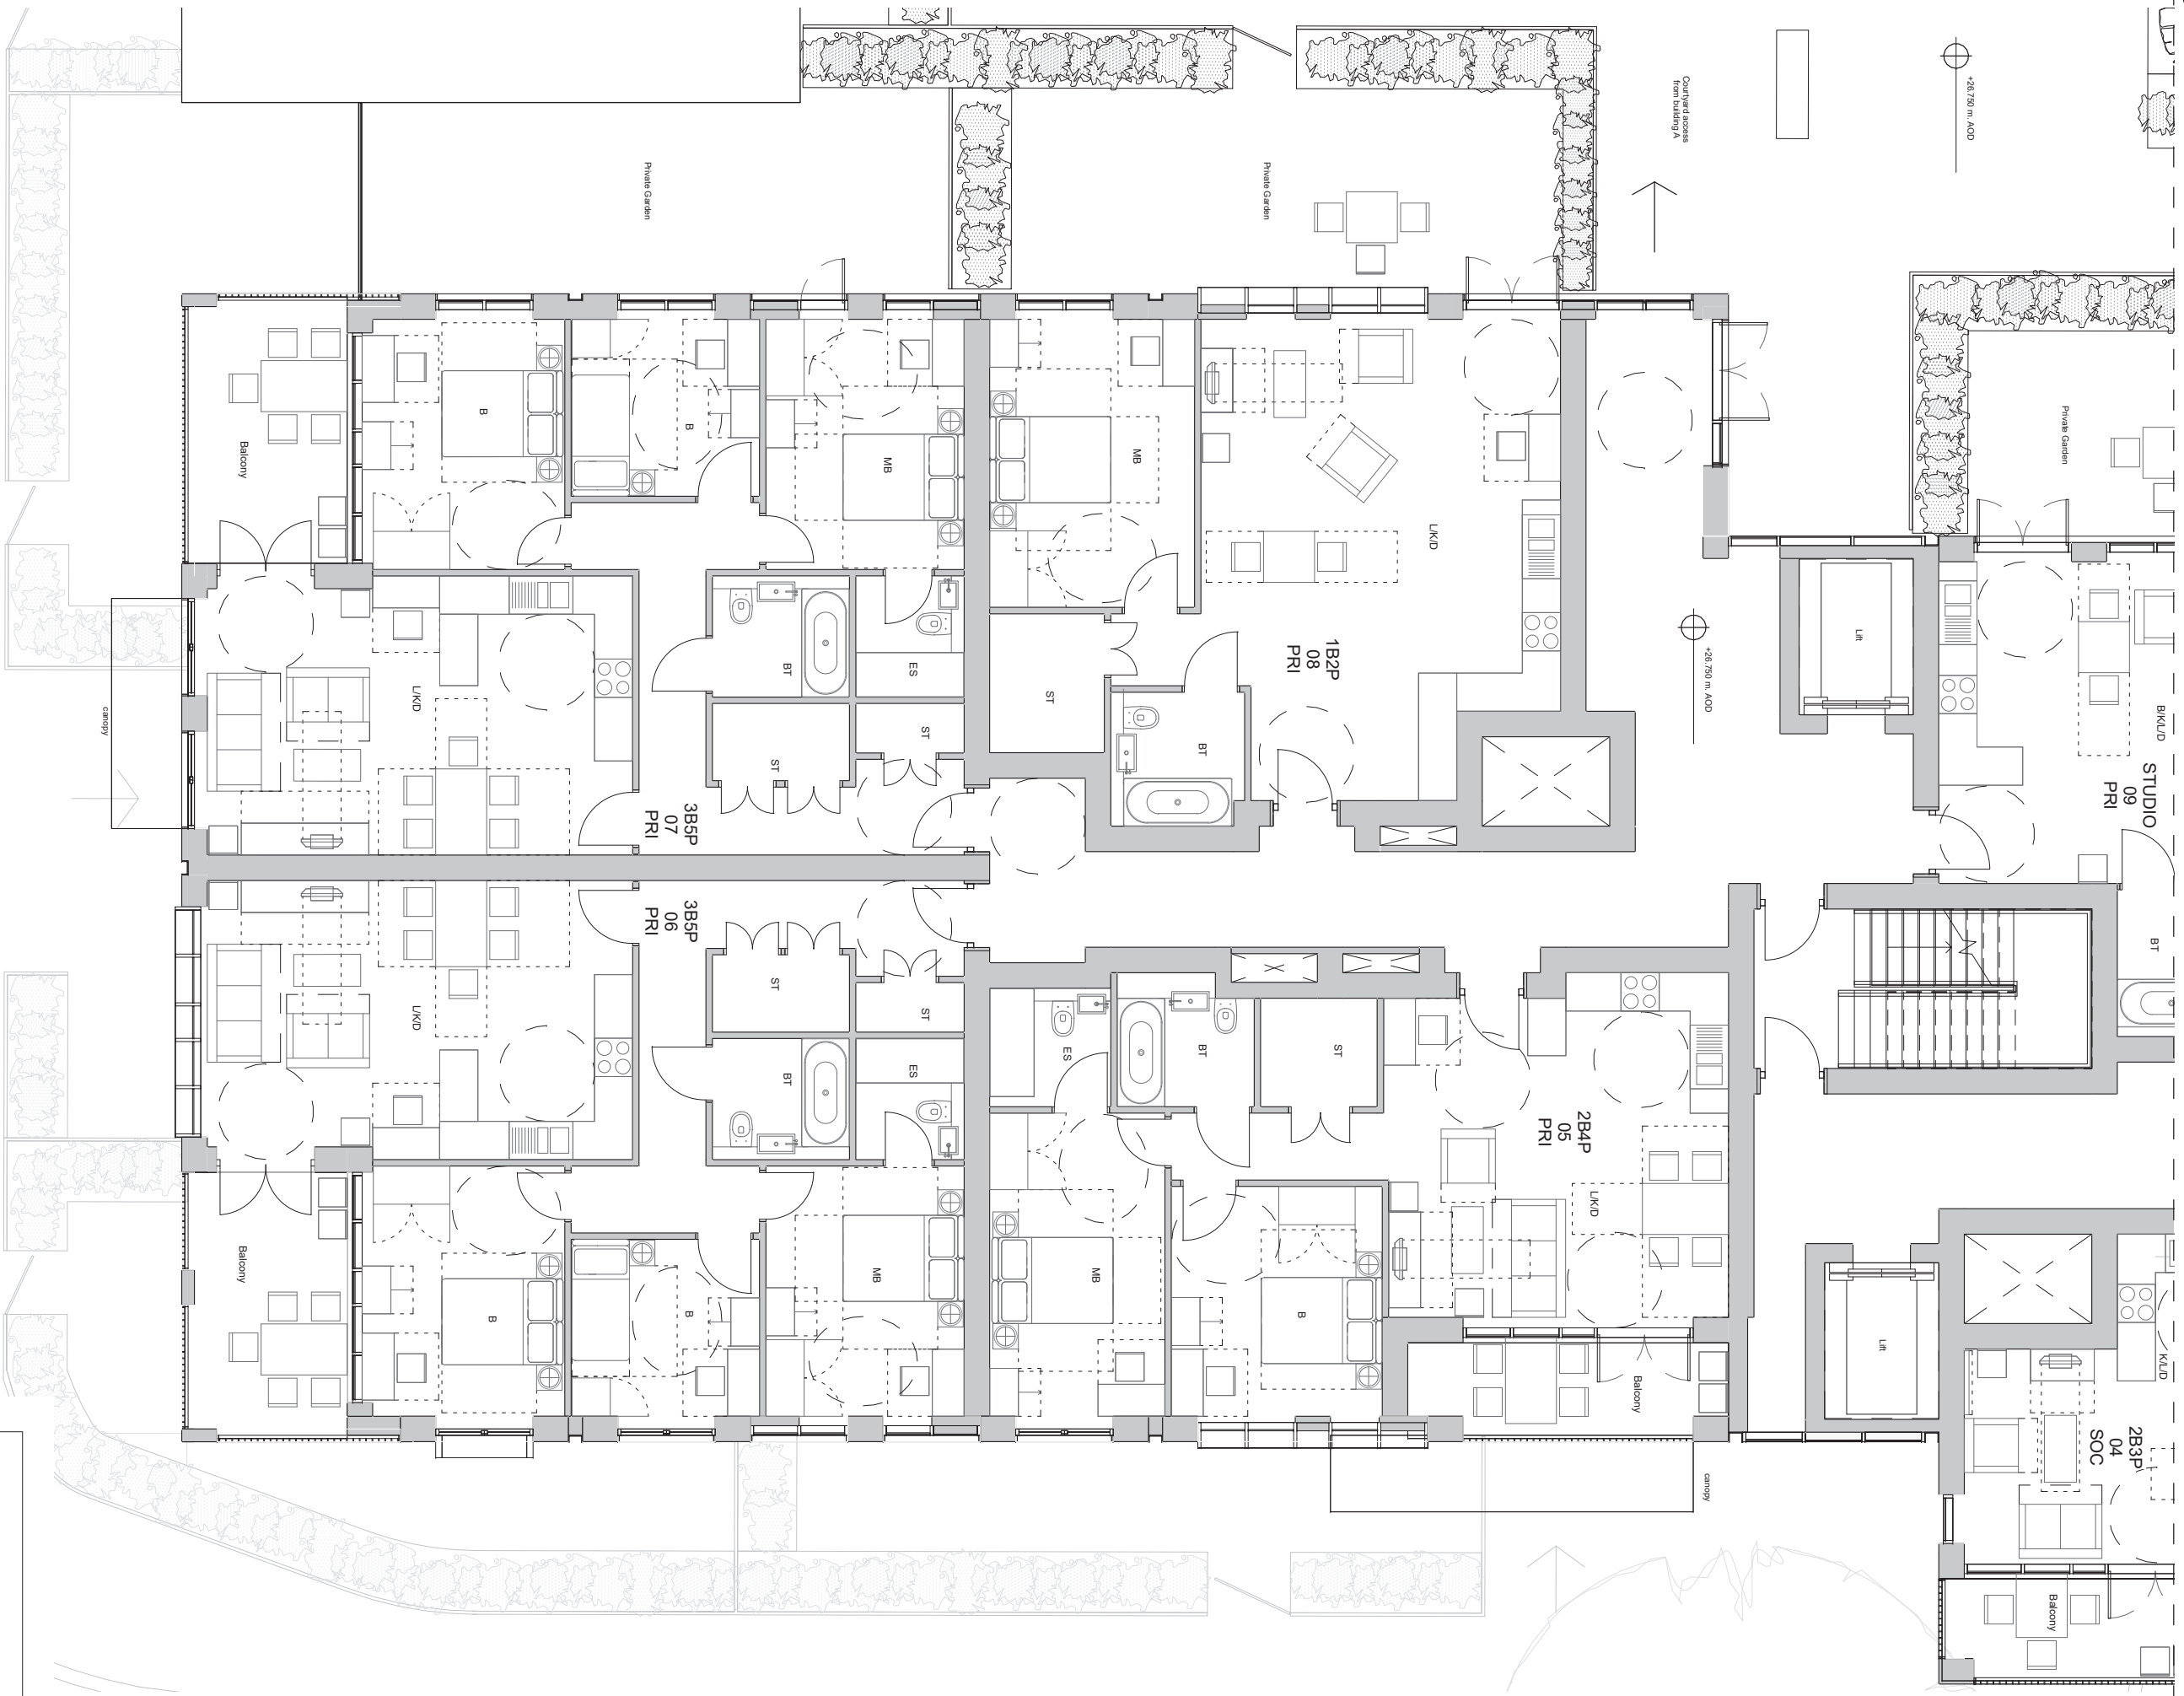 Courtyard access
from building A
+26.750 m. AOD
Private Garden
Private Garden
Private Garden
Balcony
B
B
MB
MB
L/K/D
1B2P
08
PRI
+26.750 m. AOD
Lift
B/K/L/D
STUDIO
09
PRI
BT
canopy
L/K/D
BT
ES
ST
ST
ST
BT
3B5P
07
PRI
3B5P
06
PRI
L/K/D
ST
ST
BT
ES
ES
BT
ST
2B4P
05
PRI
L/K/D
Balcony
B
B
MB
MB
B
Balcony
canopy
Lift
K/L/D
2B3P
04
SOC
Balcony